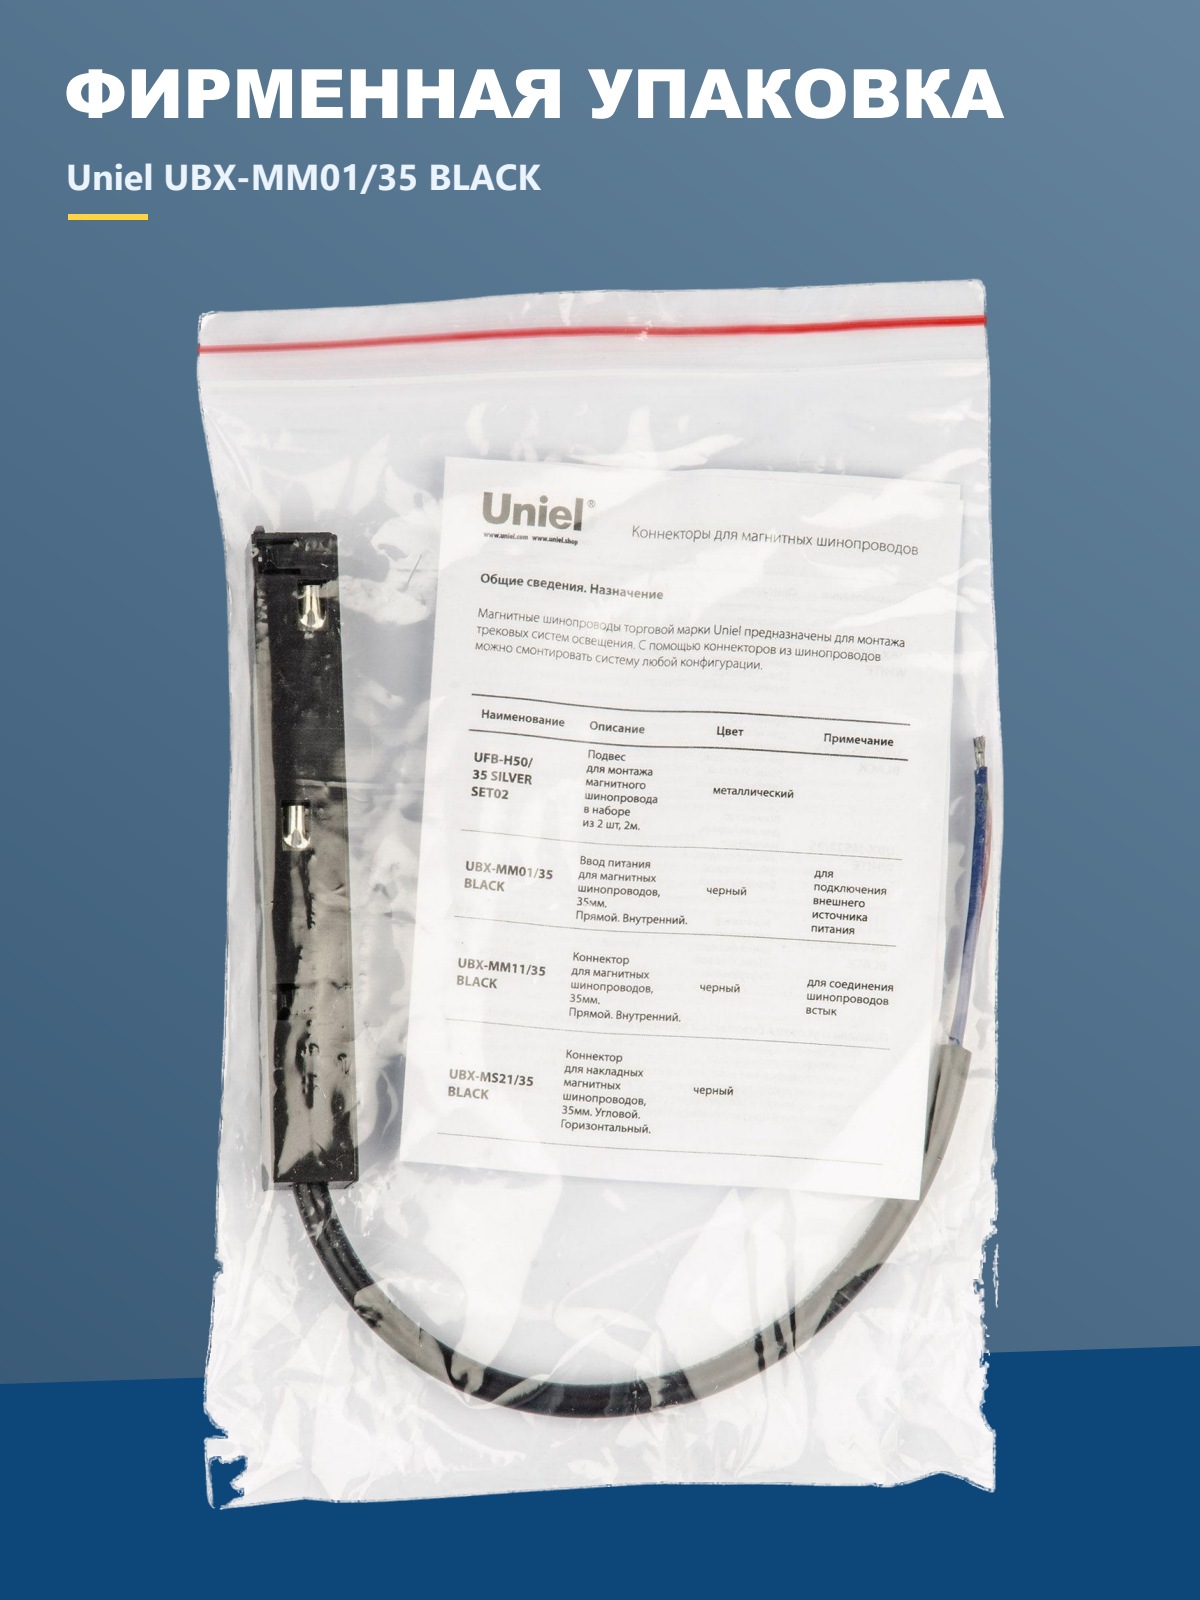 ФИРМЕННАЯ УПАКОВКА
Uniel UBX-MM01/35 BLACK
Uniel®
www.uniel.com www.uniel.shop
Коннекторы для магнитных шинопроводов
Общие сведения. Назначение
Магнитные шинопроводы торговой марки Uniel предназначены для монтажа
трековых систем освещения. С помощью коннекторов из шинопроводов
можно смонтировать систему любой конфигурации.
Наименование Описание Цвет Примечание
UFB-H50/
35 SILVER
SET02
Подвес
для монтажа
магнитного
шинопровода
в наборе
из 2 шт, 2м.
металлический
UBX-MM01/35
BLACK
Ввод питания
для магнитных
шинопроводов,
35мм.
Прямой. Внутренний.
черный
для
подключения
внешнего
источника
питания
UBX-MM11/35
BLACK
Коннектор
для магнитных
шинопроводов,
35мм.
Прямой. Внутренний.
черный
для соединения
шинопроводов
встык
UBX-MS21/35
BLACK
Коннектор
для накладных
магнитных
шинопроводов,
35мм. Угловой.
Горизонтальный.
черный